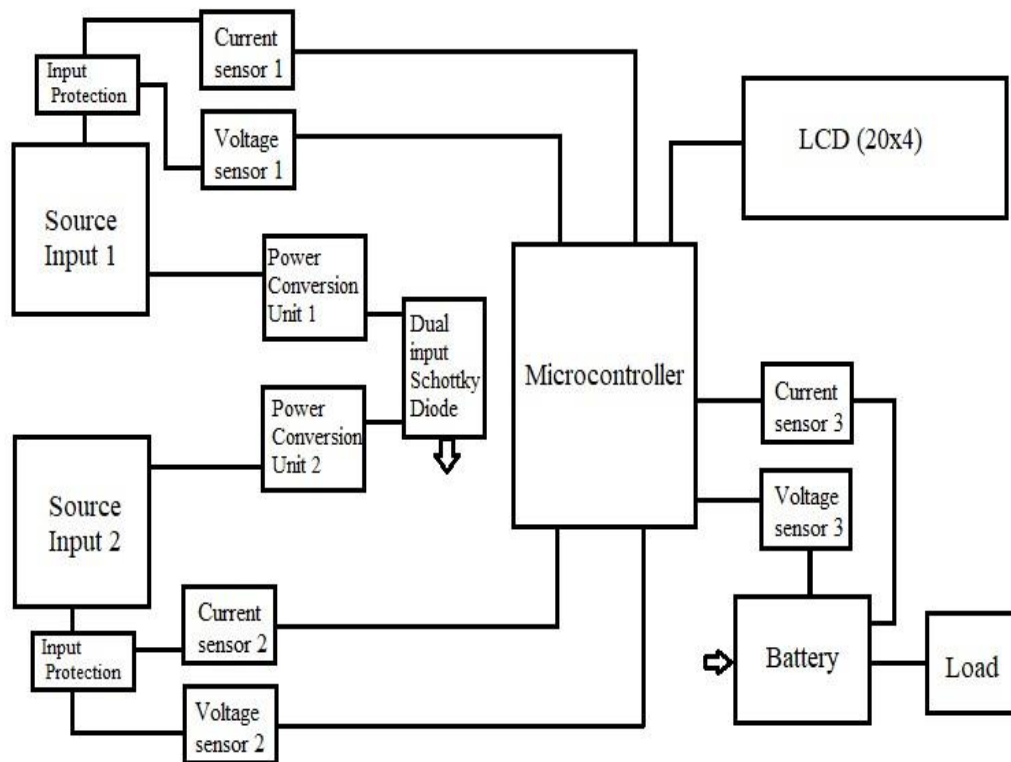 Current
sensor 1
Input
Protection
Voltage
sensor 1
LCD (20x4)
Source
Input 1
Power
Conversion
Unit 1
Dual
input
Schottky
Diode
Microcontroller
Current
sensor 3
Power
Conversion
Unit 2
Voltage
sensor 3
Source
Input 2
Current
sensor 2
Input
Protection
Battery
Load
Voltage
sensor 2